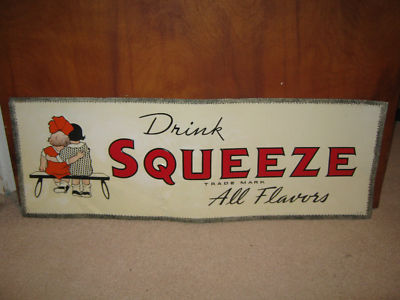 Drink
SQUEEZE
TRADE MARK
All Flavors